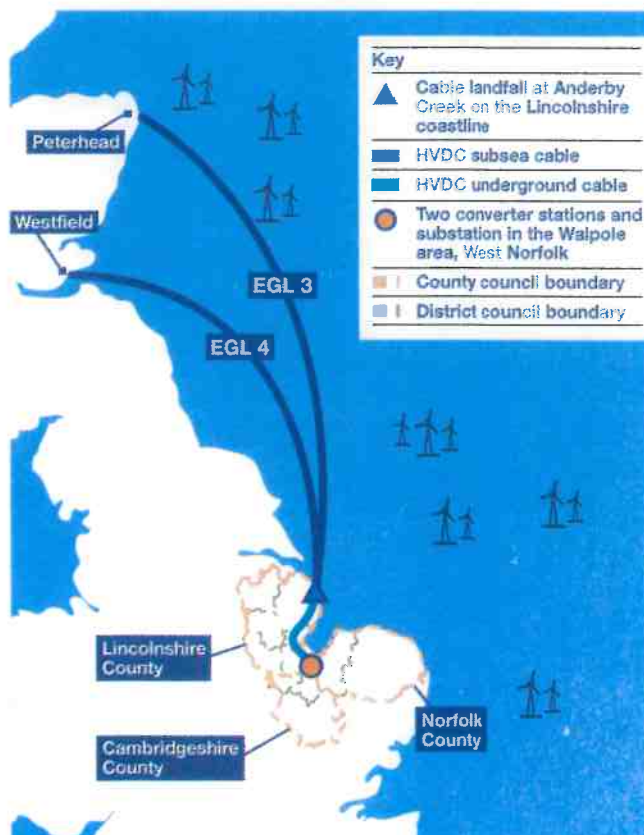 Key
Cable landfall at Anderby
Creek on the Lincolnshire
coastline
HVDC subsea cable
HVDC underground cable
Two converter stations and
substation in the Walpole
area, West Norfolk
County council boundary
District council boundary
Peterhead
Westfield
EGL 3
EGL 4
Lincolnshire
County
Norfolk
County
Cambridgeshire
County